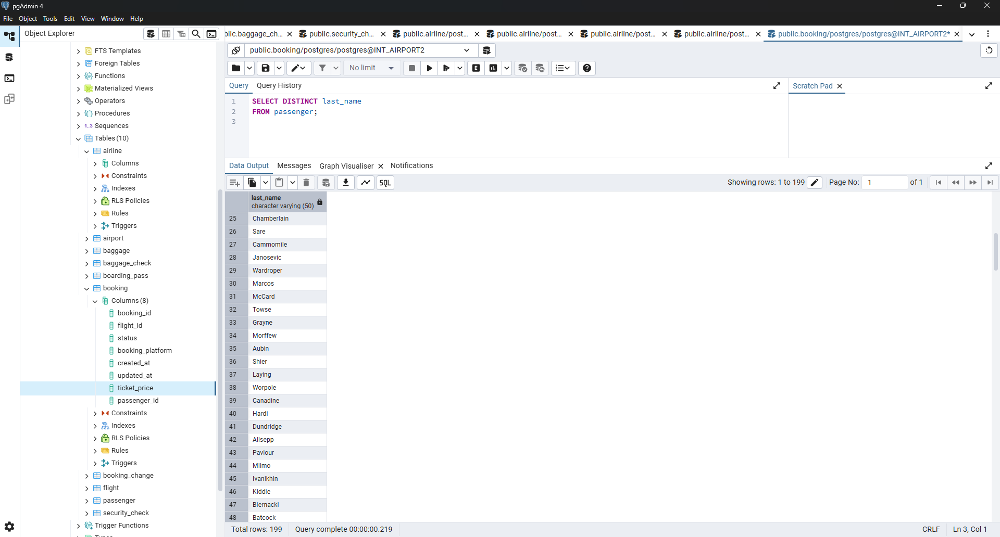 pgAdmin 4
File Object Tools Edit View Window Help
Object Explorer
FTS Templates
Foreign Tables
Functions
Materialized Views
Operators
Procedures
1..3 Sequences
Tables (10)
airline
Columns
Constraints
Indexes
RLS Policies
Rules
Triggers
airport
baggage
baggage_check
boarding_pass
booking
Columns (8)
booking_id
flight_id
status
booking_platform
created_at
updated_at
ticket_price
passenger_id
Constraints
Indexes
RLS Policies
Rules
Triggers
booking_change
flight
passenger
security_check
Trigger Functions
blic.baggage_ch... public.security_ch... public.airline/post... public.airline/post... public.airline/post... public.airline/post... public.booking/postgres/postgres@INT_AIRPORT2*
public.booking/postgres/postgres@INT_AIRPORT2
No limit E
Query Query History
Scratch Pad
1 SELECT DISTINCT last_name
2 FROM passenger;
3
Data Output Messages Graph Visualiser Notifications
SQL Showing rows: 1 to 199 Page No: 1 of 1
last_name
character varying (50)
25 Chamberlain
26 Sare
27 Cammomile
28 Janosevic
29 Wardroper
30 Marcos
31 McCard
32 Towse
33 Grayne
34 Morffew
35 Aubin
36 Shier
37 Laying
38 Worpole
39 Canadine
40 Hardi
41 Dundridge
42 Allsepp
43 Paviour
44 Milmo
45 Ivanikhin
46 Kiddie
47 Biernacki
48 Batcock
Total rows: 199 Query complete 00:00:00.219 CRLF Ln 3, Col 1